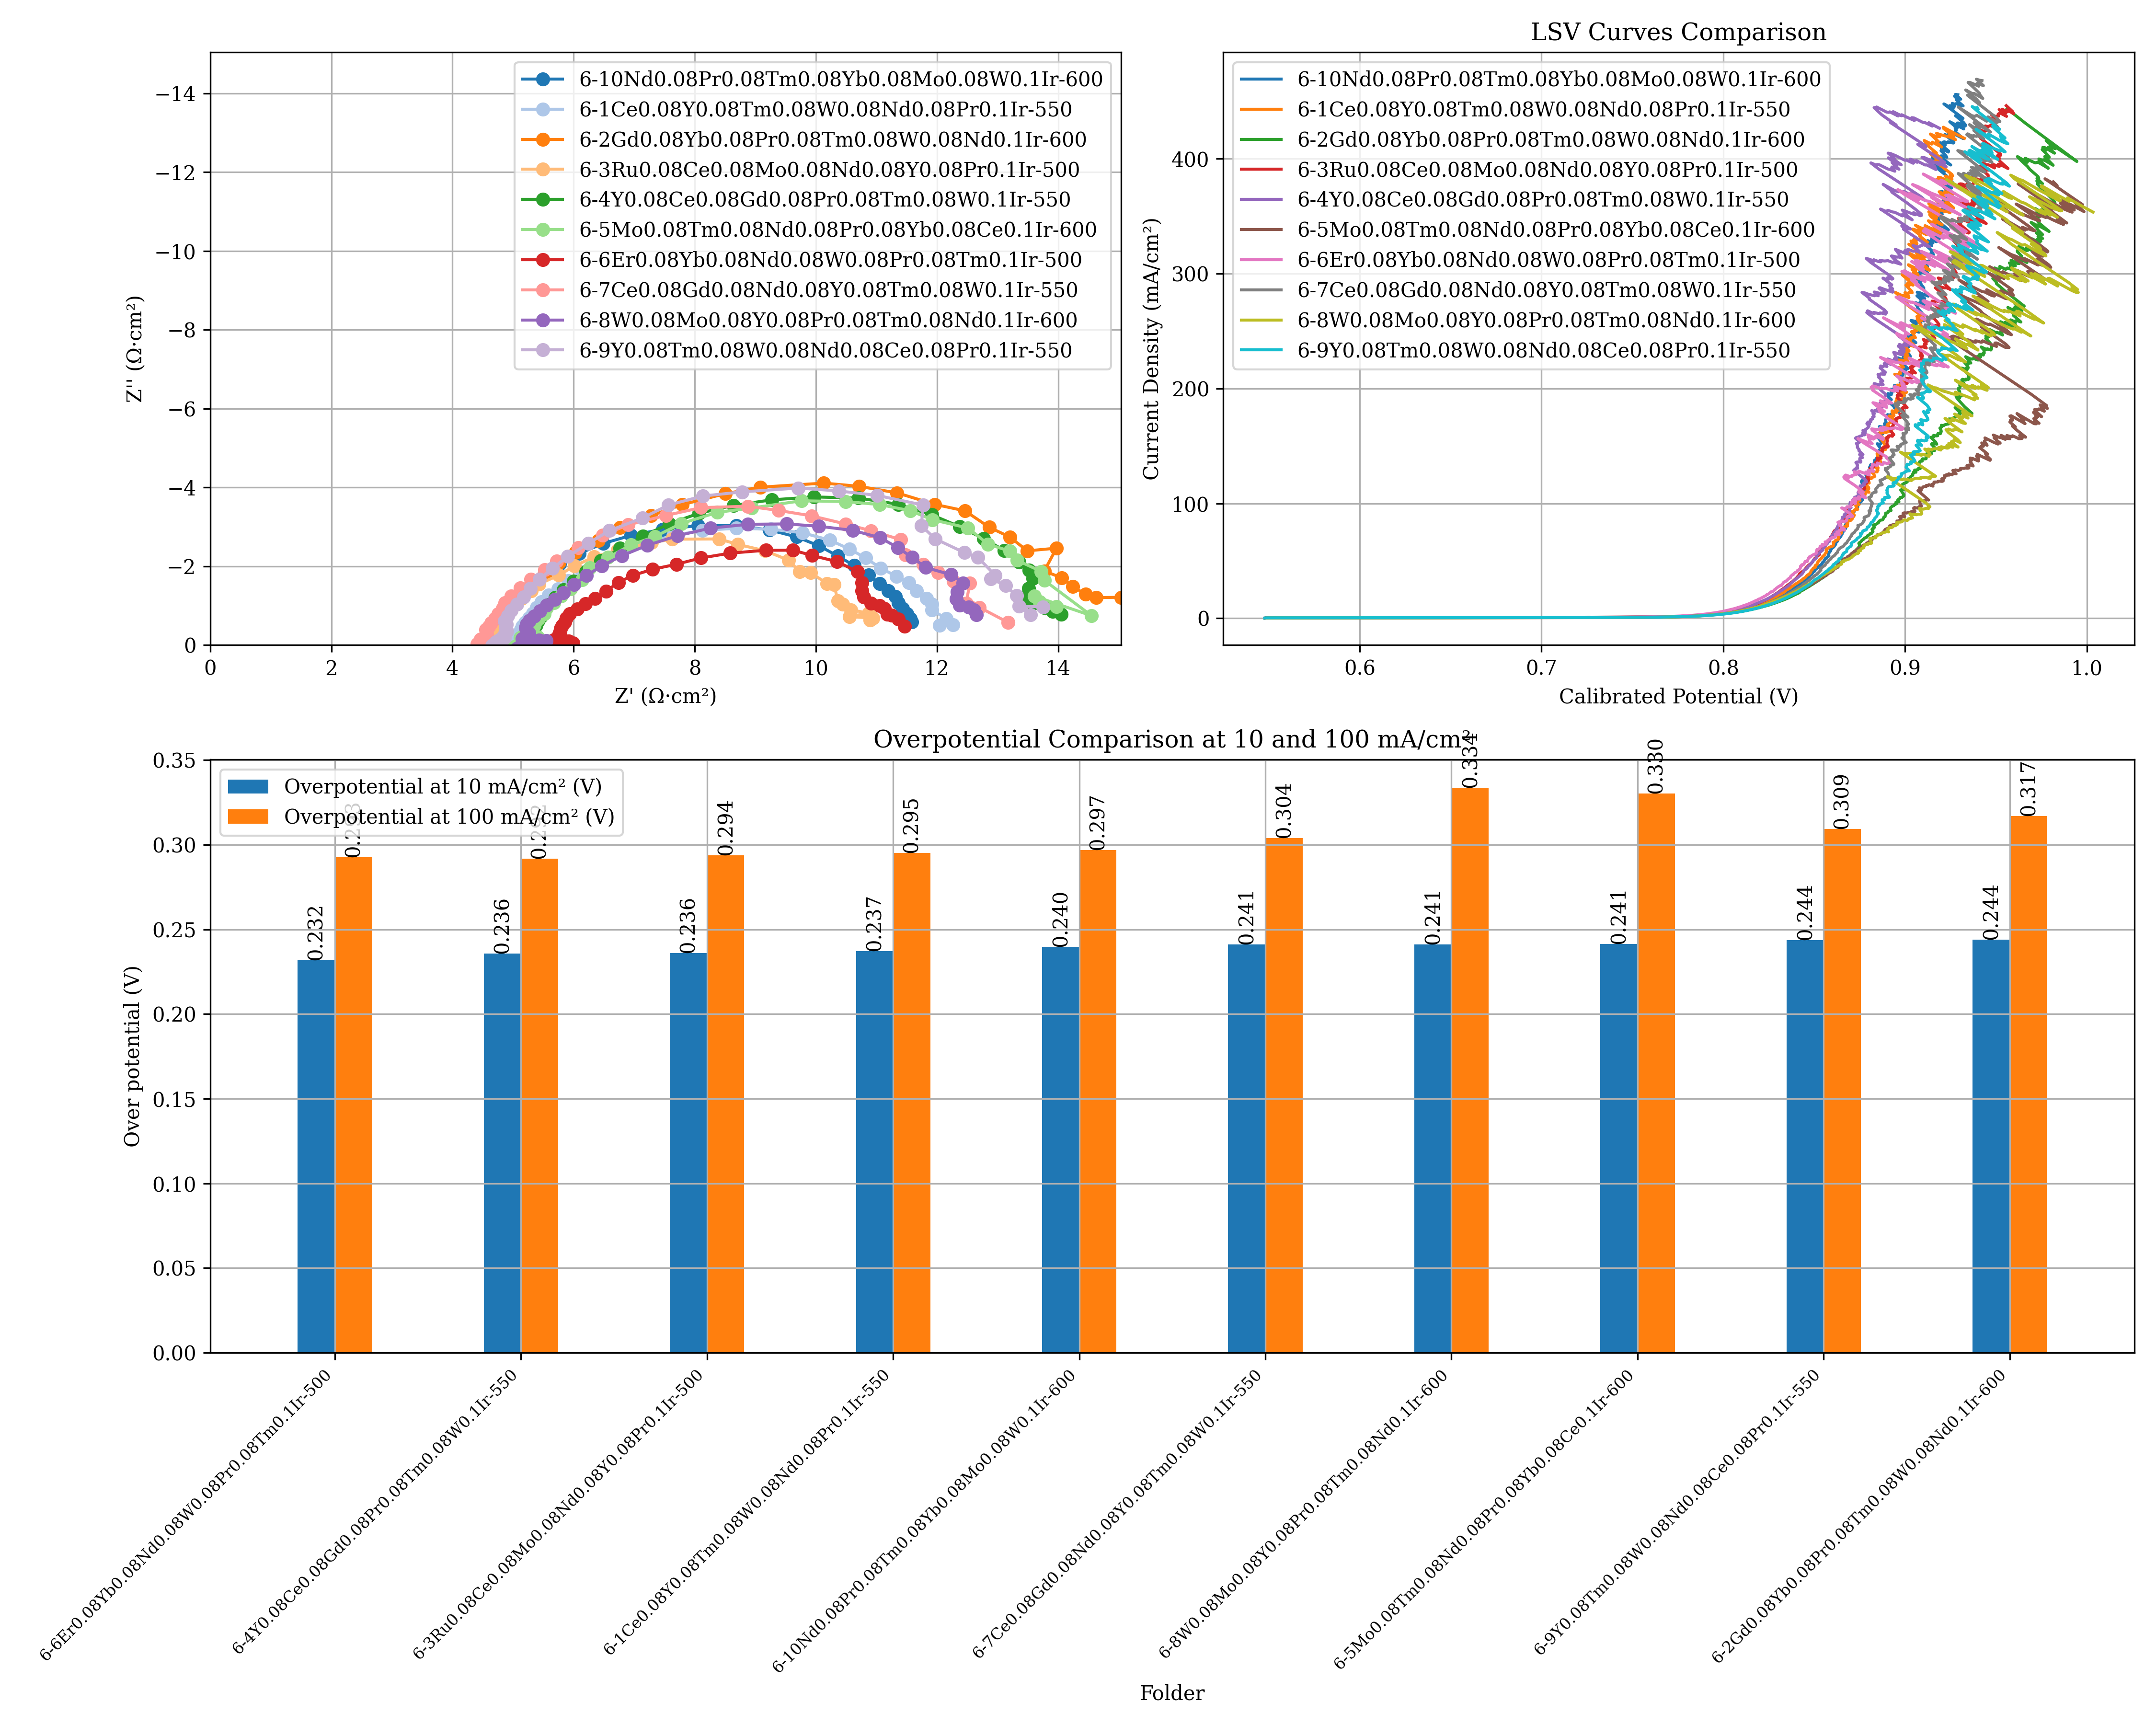 −14
−12
−10
−8
−6
−4
−2
0
0
2
4
6
8
10
12
14
Z'' (Ω·cm²)
Z' (Ω·cm²)
6-10Nd0.08Pr0.08Tm0.08Yb0.08Mo0.08W0.1Ir-600
6-1Ce0.08Y0.08Tm0.08W0.08Nd0.08Pr0.1Ir-550
6-2Gd0.08Yb0.08Pr0.08Tm0.08W0.08Nd0.1Ir-600
6-3Ru0.08Ce0.08Mo0.08Nd0.08Y0.08Pr0.1Ir-500
6-4Y0.08Ce0.08Gd0.08Pr0.08Tm0.08W0.1Ir-550
6-5Mo0.08Tm0.08Nd0.08Pr0.08Yb0.08Ce0.1Ir-600
6-6Er0.08Yb0.08Nd0.08W0.08Pr0.08Tm0.1Ir-500
6-7Ce0.08Gd0.08Nd0.08Y0.08Tm0.08W0.1Ir-550
6-8W0.08Mo0.08Y0.08Pr0.08Tm0.08Nd0.1Ir-600
6-9Y0.08Tm0.08W0.08Nd0.08Ce0.08Pr0.1Ir-550
LSV Curves Comparison
400
300
200
100
0
0.6
0.7
0.8
0.9
1.0
Current Density (mA/cm²)
Calibrated Potential (V)
6-10Nd0.08Pr0.08Tm0.08Yb0.08Mo0.08W0.1Ir-600
6-1Ce0.08Y0.08Tm0.08W0.08Nd0.08Pr0.1Ir-550
6-2Gd0.08Yb0.08Pr0.08Tm0.08W0.08Nd0.1Ir-600
6-3Ru0.08Ce0.08Mo0.08Nd0.08Y0.08Pr0.1Ir-500
6-4Y0.08Ce0.08Gd0.08Pr0.08Tm0.08W0.1Ir-550
6-5Mo0.08Tm0.08Nd0.08Pr0.08Yb0.08Ce0.1Ir-600
6-6Er0.08Yb0.08Nd0.08W0.08Pr0.08Tm0.1Ir-500
6-7Ce0.08Gd0.08Nd0.08Y0.08Tm0.08W0.1Ir-550
6-8W0.08Mo0.08Y0.08Pr0.08Tm0.08Nd0.1Ir-600
6-9Y0.08Tm0.08W0.08Nd0.08Ce0.08Pr0.1Ir-550
Overpotential Comparison at 10 and 100 mA/cm²
Overpotential at 10 mA/cm² (V)
Overpotential at 100 mA/cm² (V)
0.35
0.30
0.25
0.20
0.15
0.10
0.05
0.00
Over potential (V)
0.232
0.236
0.236
0.294
0.237
0.295
0.240
0.297
0.241
0.304
0.241
0.334
0.241
0.330
0.244
0.309
0.244
0.317
6-6Er0.08Yb0.08Nd0.08W0.08Pr0.08Tm0.1Ir-500
6-4Y0.08Ce0.08Gd0.08Pr0.08Tm0.08W0.1Ir-550
6-3Ru0.08Ce0.08Mo0.08Nd0.08Y0.08Pr0.1Ir-500
6-1Ce0.08Y0.08Tm0.08W0.08Nd0.08Pr0.1Ir-550
6-10Nd0.08Pr0.08Tm0.08Yb0.08Mo0.08W0.1Ir-600
6-7Ce0.08Gd0.08Nd0.08Y0.08Tm0.08W0.1Ir-550
6-8W0.08Mo0.08Y0.08Pr0.08Tm0.08Nd0.1Ir-600
6-5Mo0.08Tm0.08Nd0.08Pr0.08Yb0.08Ce0.1Ir-600
6-9Y0.08Tm0.08W0.08Nd0.08Ce0.08Pr0.1Ir-550
6-2Gd0.08Yb0.08Pr0.08Tm0.08W0.08Nd0.1Ir-600
Folder